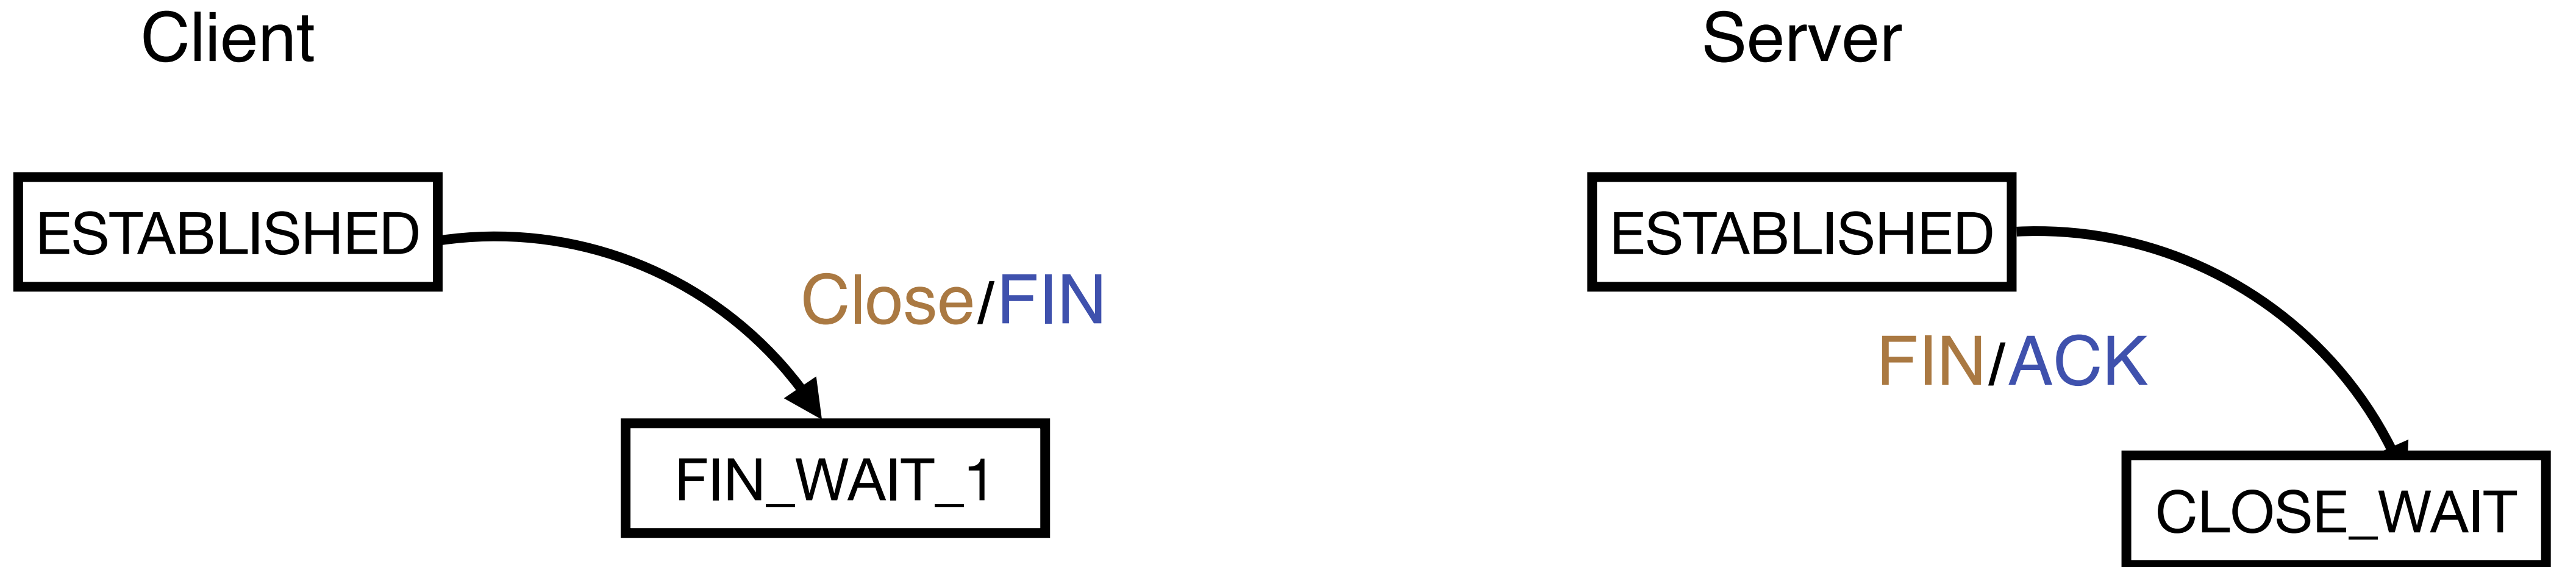 Client
Server
ESTABLISHED
ESTABLISHED
Close/FIN
FIN/ACK
FIN_WAIT_1
CLOSE_WAIT